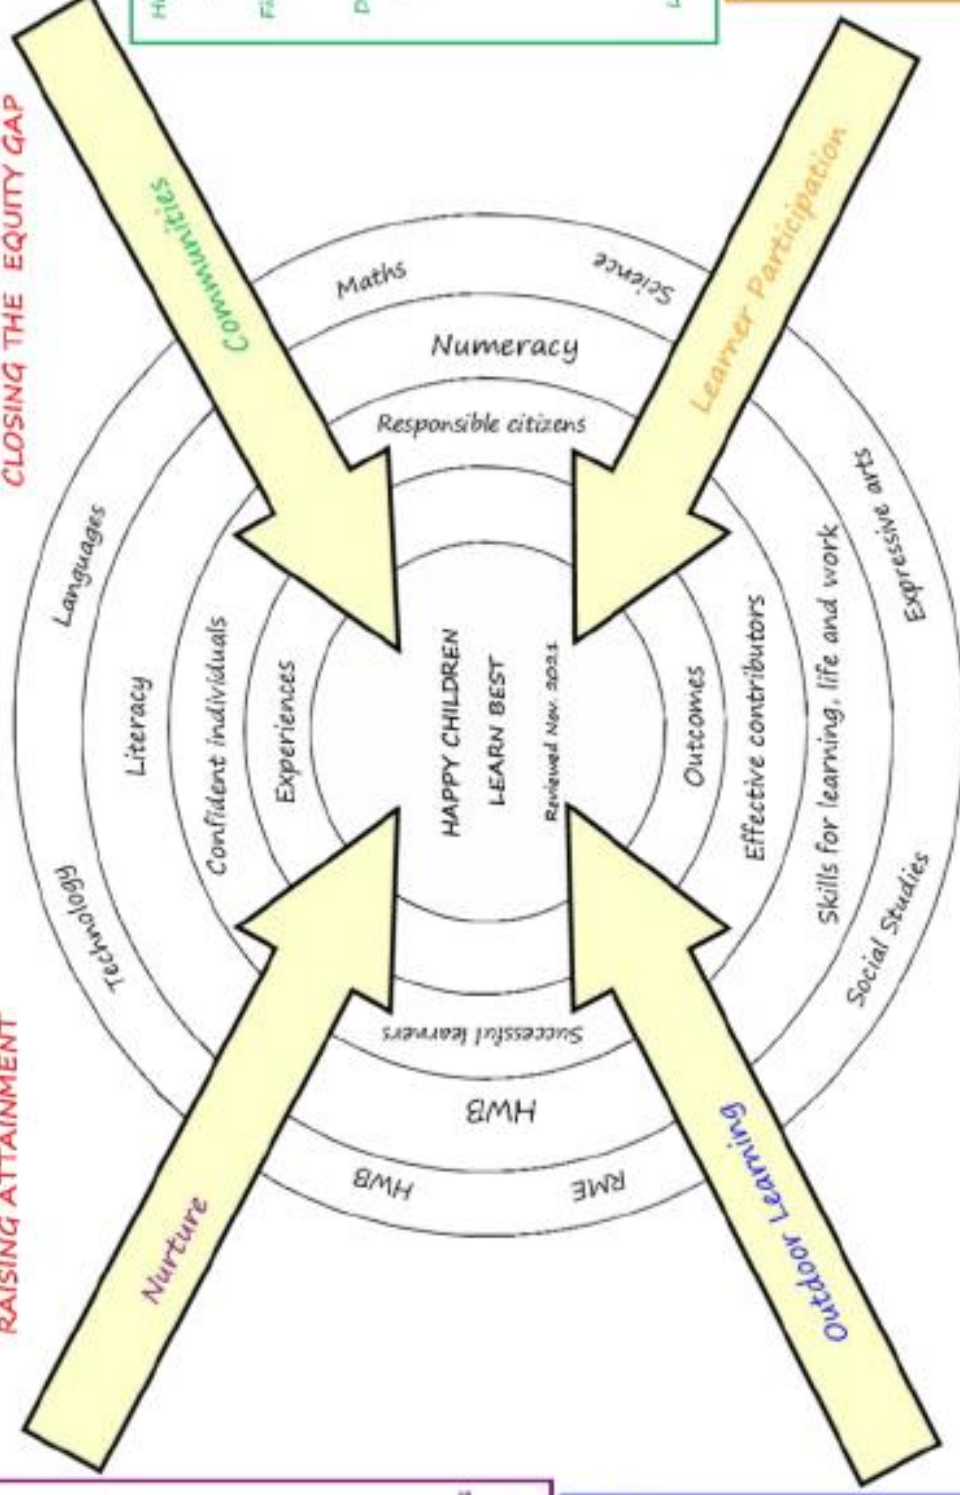 RAISING ATTAINMENT
CLOSING THE EQUITY GAP
Nurture
Communities
Technology
Languages
Literacy
Confident individuals
Experiences
HWB
HWB
Successful learners
RME
Maths
Numeracy
Responsible citizens
Science
HAPPY CHILDREN
LEARN BEST
Reviewed Nov. 2021
Outcomes
Effective contributors
Skills for learning, life and work
Social Studies
Expressive arts
Outdoor Learning
Learner Participation